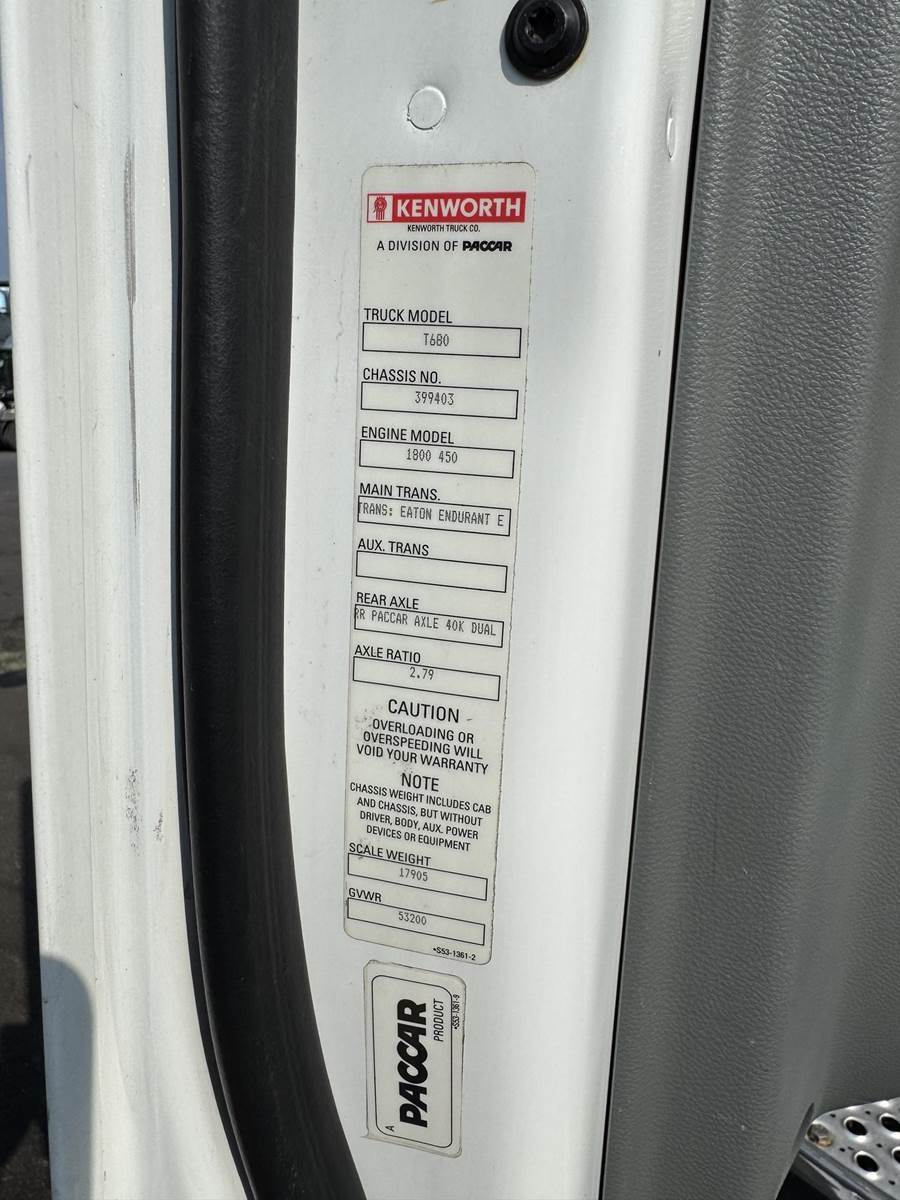 KENWORTH
KENWORTH TRUCK CO.
A DIVISION OF PACCAR
TRUCK MODEL
T680
CHASSIS NO.
399403
ENGINE MODEL
1800 450
MAIN TRANS.
TRANS: EATON ENDURANT E
AUX. TRANS
REAR AXLE
RR PACCAR AXLE 40K DUAL
AXLE RATIO
2.79
CAUTION
OVERLOADING OR
OVERSPEEDING WILL
VOID YOUR WARRANTY
NOTE
CHASSIS WEIGHT INCLUDES CAB
AND CHASSIS, BUT WITHOUT
DRIVER, BODY, AUX. POWER
DEVICES OR EQUIPMENT
SCALE WEIGHT
17905
GVWR
53200
*S53-1361-2
A
PACCAR
PRODUCT
*S53-1361-9